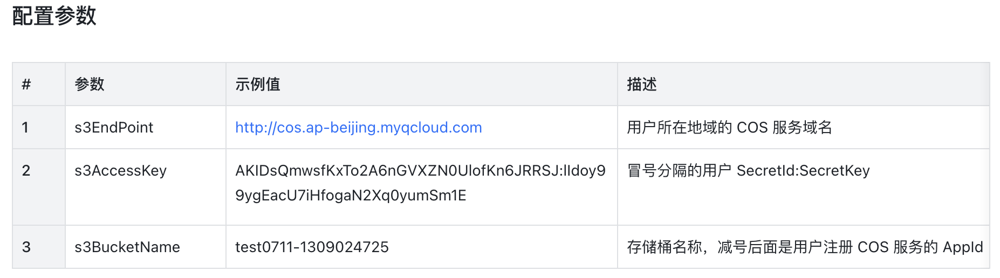 配置参数
# 参数 示例值 描述
1 s3EndPoint http://cos.ap-beijing.myqcloud.com 用户所在地域的 COS 服务域名
2 s3AccessKey AKIDsQmwsfKxTo2A6nGVXZN0UlofKn6JRRSJ:lIdoy9 冒号分隔的用户 SecretId:SecretKey
9ygEacU7iHfogaN2Xq0yumSm1E
3 s3BucketName test0711-1309024725 存储桶名称，减号后面是用户注册 COS 服务的 AppId